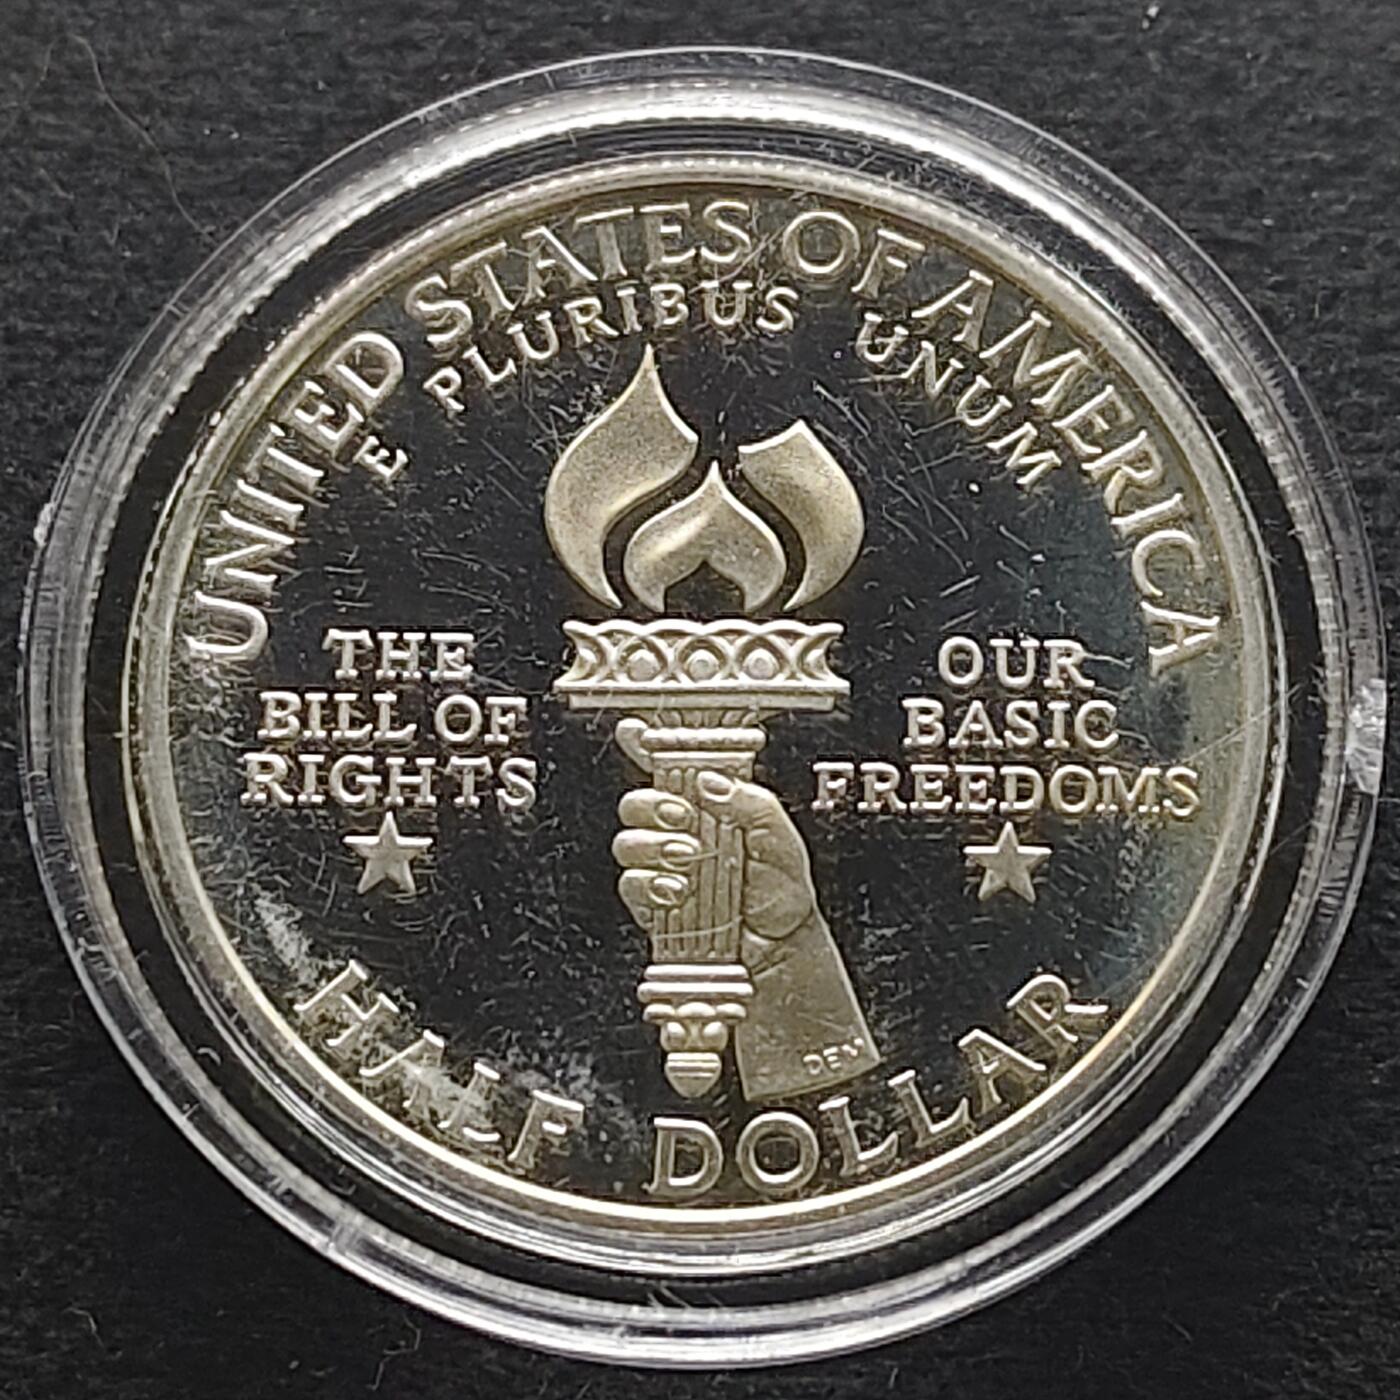 UNITED STATES OF AMERICA
E PLURIBUS UNUM
THE
BILL OF
RIGHTS
OUR
BASIC
FREEDOMS
DEM
HALF DOLLAR